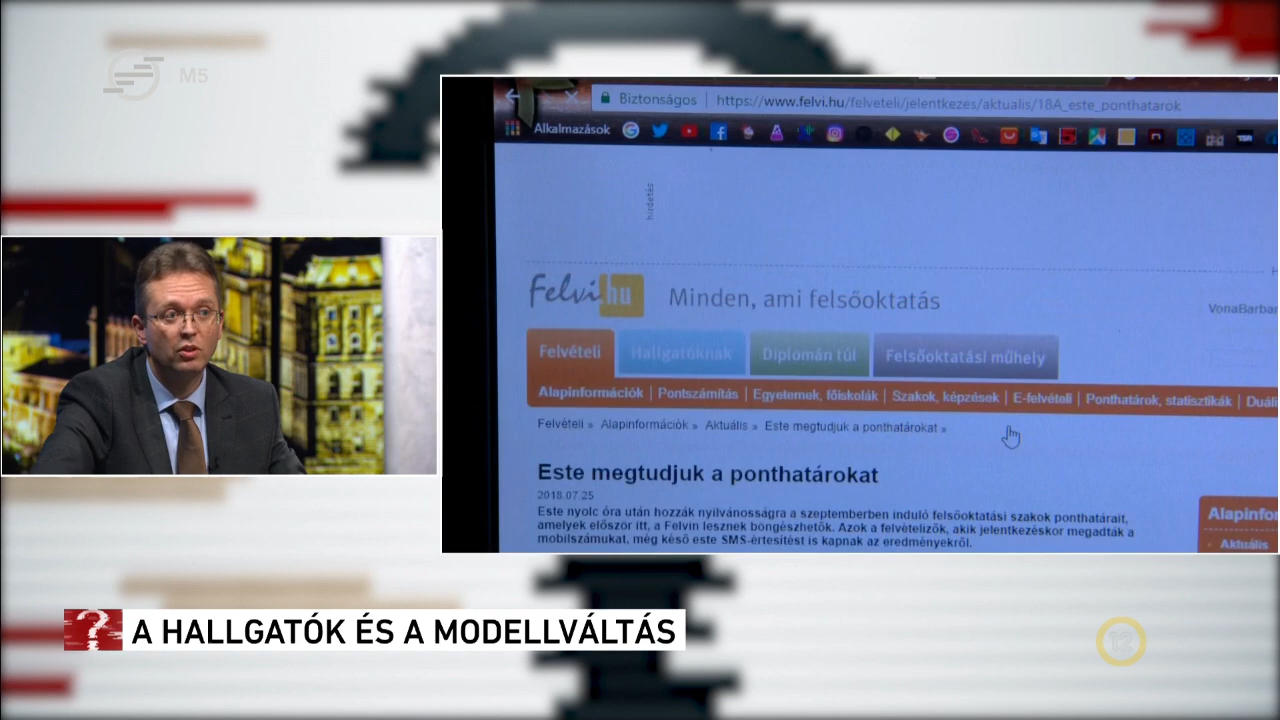 M5
Biztonságos https://www.felvi.hu/felveteli/jelentkezes/aktualis/18A_este_ponthatarok
Alkalmazások
hirdetés
Felvi.hu Minden, ami felsőoktatás
VonaBarbar
Felvételi Hallgatóknak Diplomán túl Felsőoktatási műhely
Alapinformációk | Pontszámítás | Egyetemek, főiskolák | Szakok, képzések | E-felvételi | Ponthatárok, statisztikák | Duáli
Felvételi » Alapinformációk » Aktuális » Este megtudjuk a ponthatárokat »
Este megtudjuk a ponthatárokat
2018.07.25
Este nyolc óra után hozzák nyilvánosságra a szeptemberben induló felsőoktatási szakok ponthatárait,
amelyek először itt, a Felvin lesznek böngészhetők. Azok a felvételizők, akik jelentkezéskor megadták a
mobilszámukat, még késő este SMS-értesítést is kapnak az eredményekről.
Alapinfor
Aktuális
? A HALLGATÓK ÉS A MODELLVÁLTÁS
12